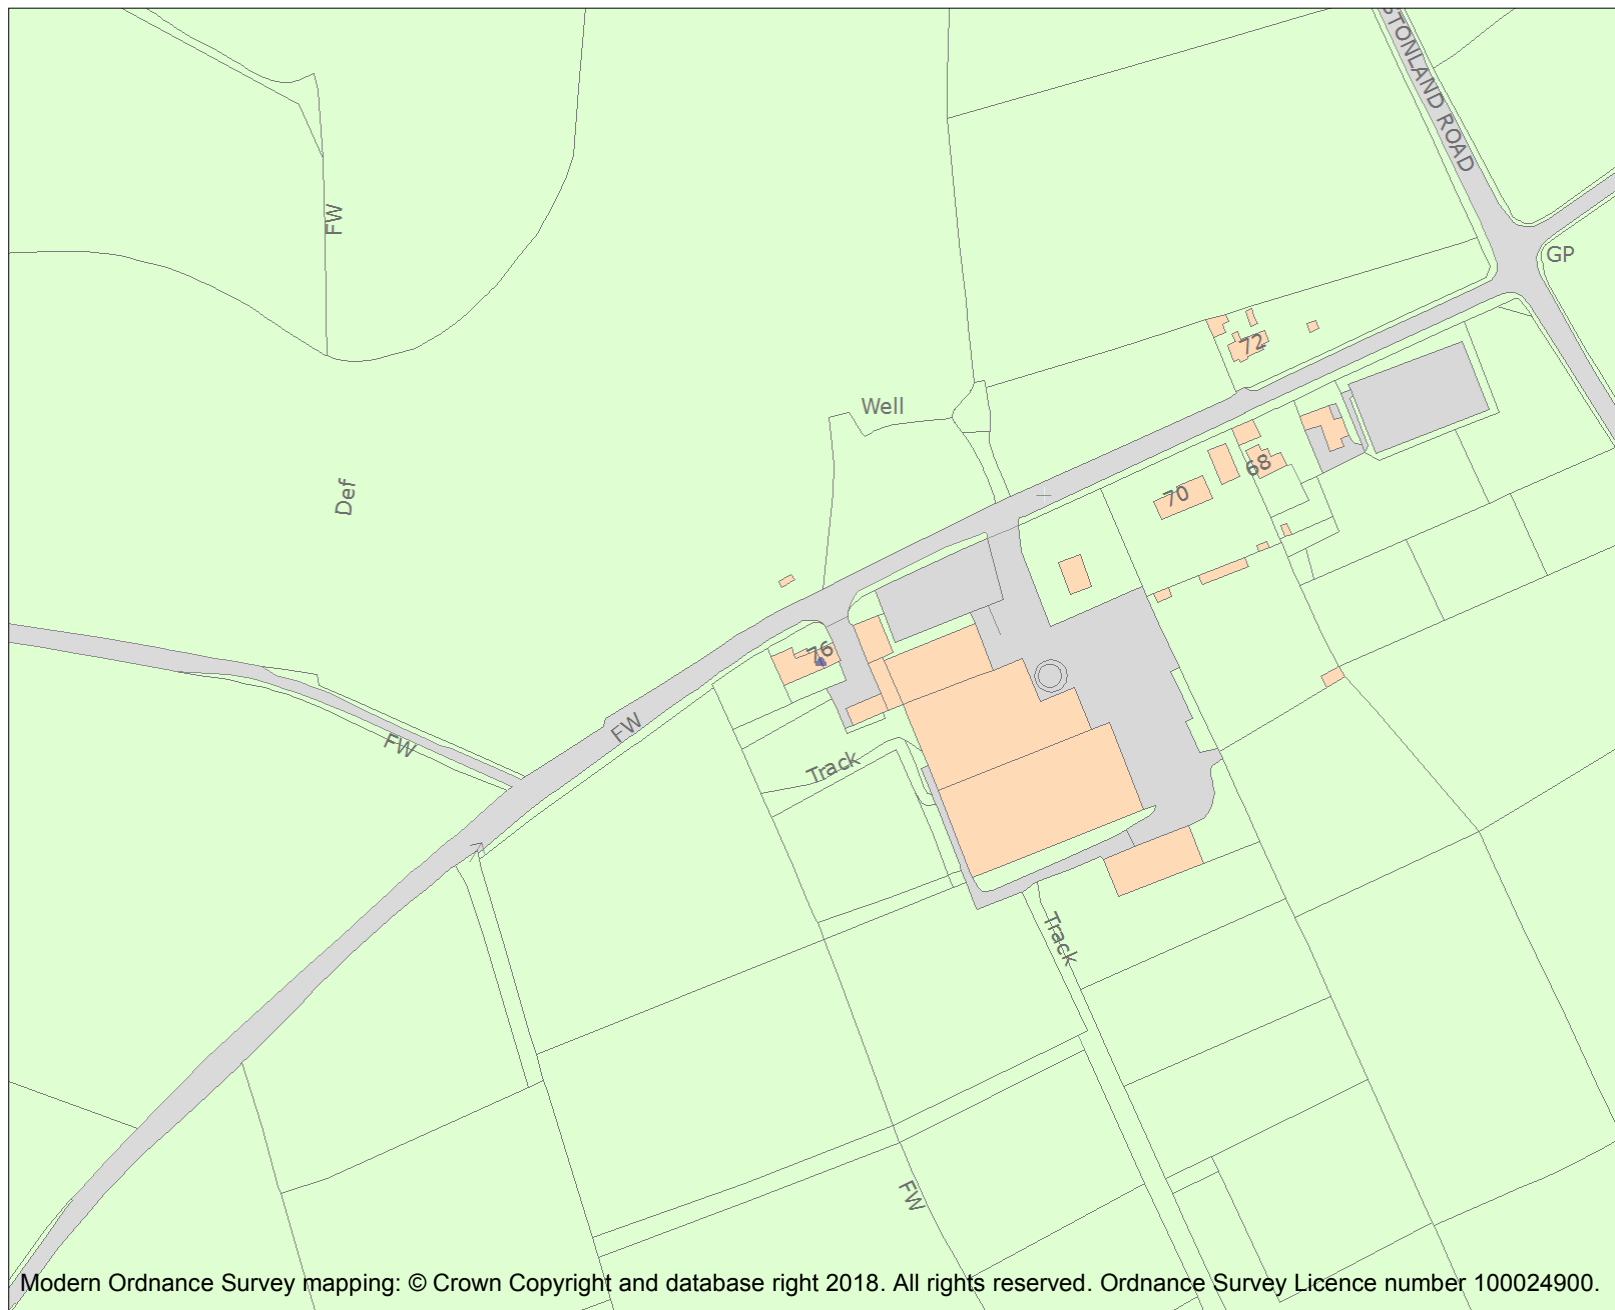 STONLAND ROAD
FW
GP
72
Well
68
Def
70
76
FW
FW
Track
Track
FW
Modern Ordnance Survey mapping: © Crown Copyright and database right 2018. All rights reserved. Ordnance Survey Licence number 100024900.